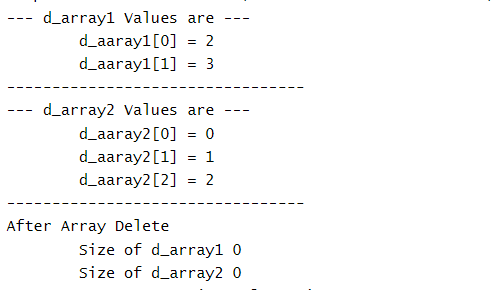 --- d_array1 Values are ---
d_aaray1[0] = 2
d_aaray1[1] = 3
---------------------------------
--- d_array2 Values are ---
d_aaray2[0] = 0
d_aaray2[1] = 1
d_aaray2[2] = 2
---------------------------------
After Array Delete
Size of d_array1 0
Size of d_array2 0